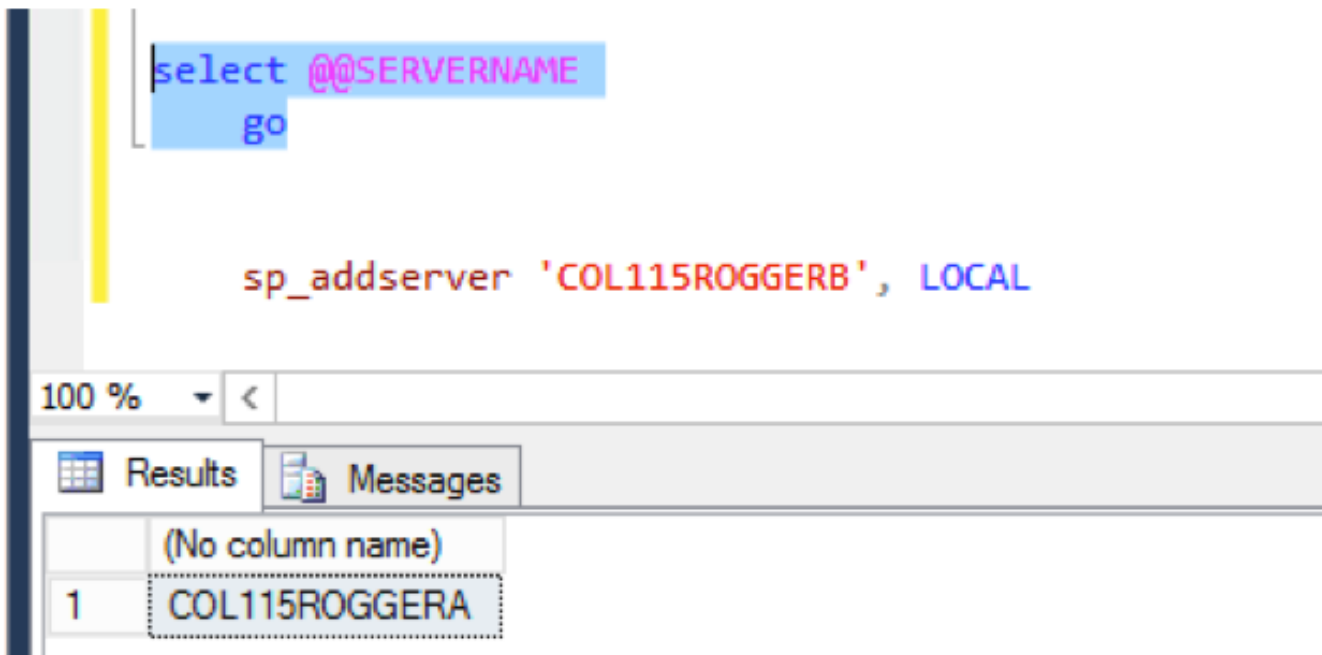 select @@SERVERNAME
go
sp_addserver 'COL115ROGGERB', LOCAL
100 %
Results Messages
(No column name)
1 COL115ROGGERA